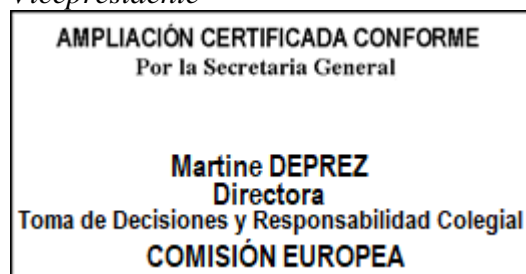 Vicepresidente
AMPLIACIÓN CERTIFICADA CONFORME
Por la Secretaria General
Martine DEPREZ
Directora
Toma de Decisiones y Responsabilidad Colegial
COMISIÓN EUROPEA